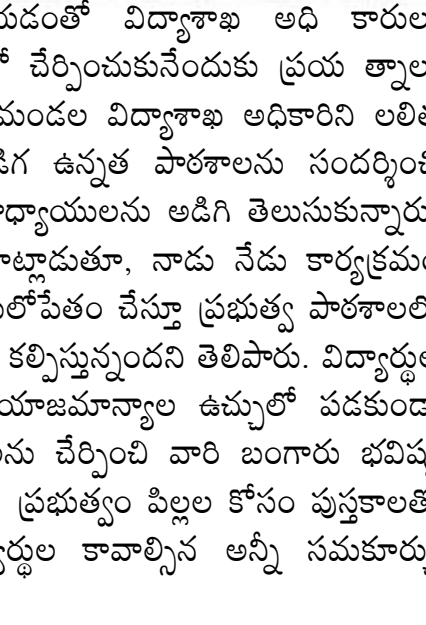 యడంతో విద్యాశాఖ అధి కారుల
చేర్పించుకునేందుకు ప్రయ త్నాల
మండల విద్యాశాఖ అధికారిని లలిత
ఉన్నత పాఠశాలను సందర్శించి
ధ్యాయులను అడిగి తెలుసుకున్నారు
ట్లాడుతూ, నాడు నేడు కార్యక్రమం
లోపేతం చేస్తూ ప్రభుత్వ పాఠశాలల
కల్పిస్తున్నందని తెలిపారు. విద్యార్థుల
యాజమాన్యాల ఉచ్చులో పడకుండా
ను చేర్పించి వారి బంగారు భవిష్య
ప్రభుత్వం పిల్లల కోసం పుస్తకాలతో
ర్థుల కావాల్సిన అన్నీ సమకూర్చు